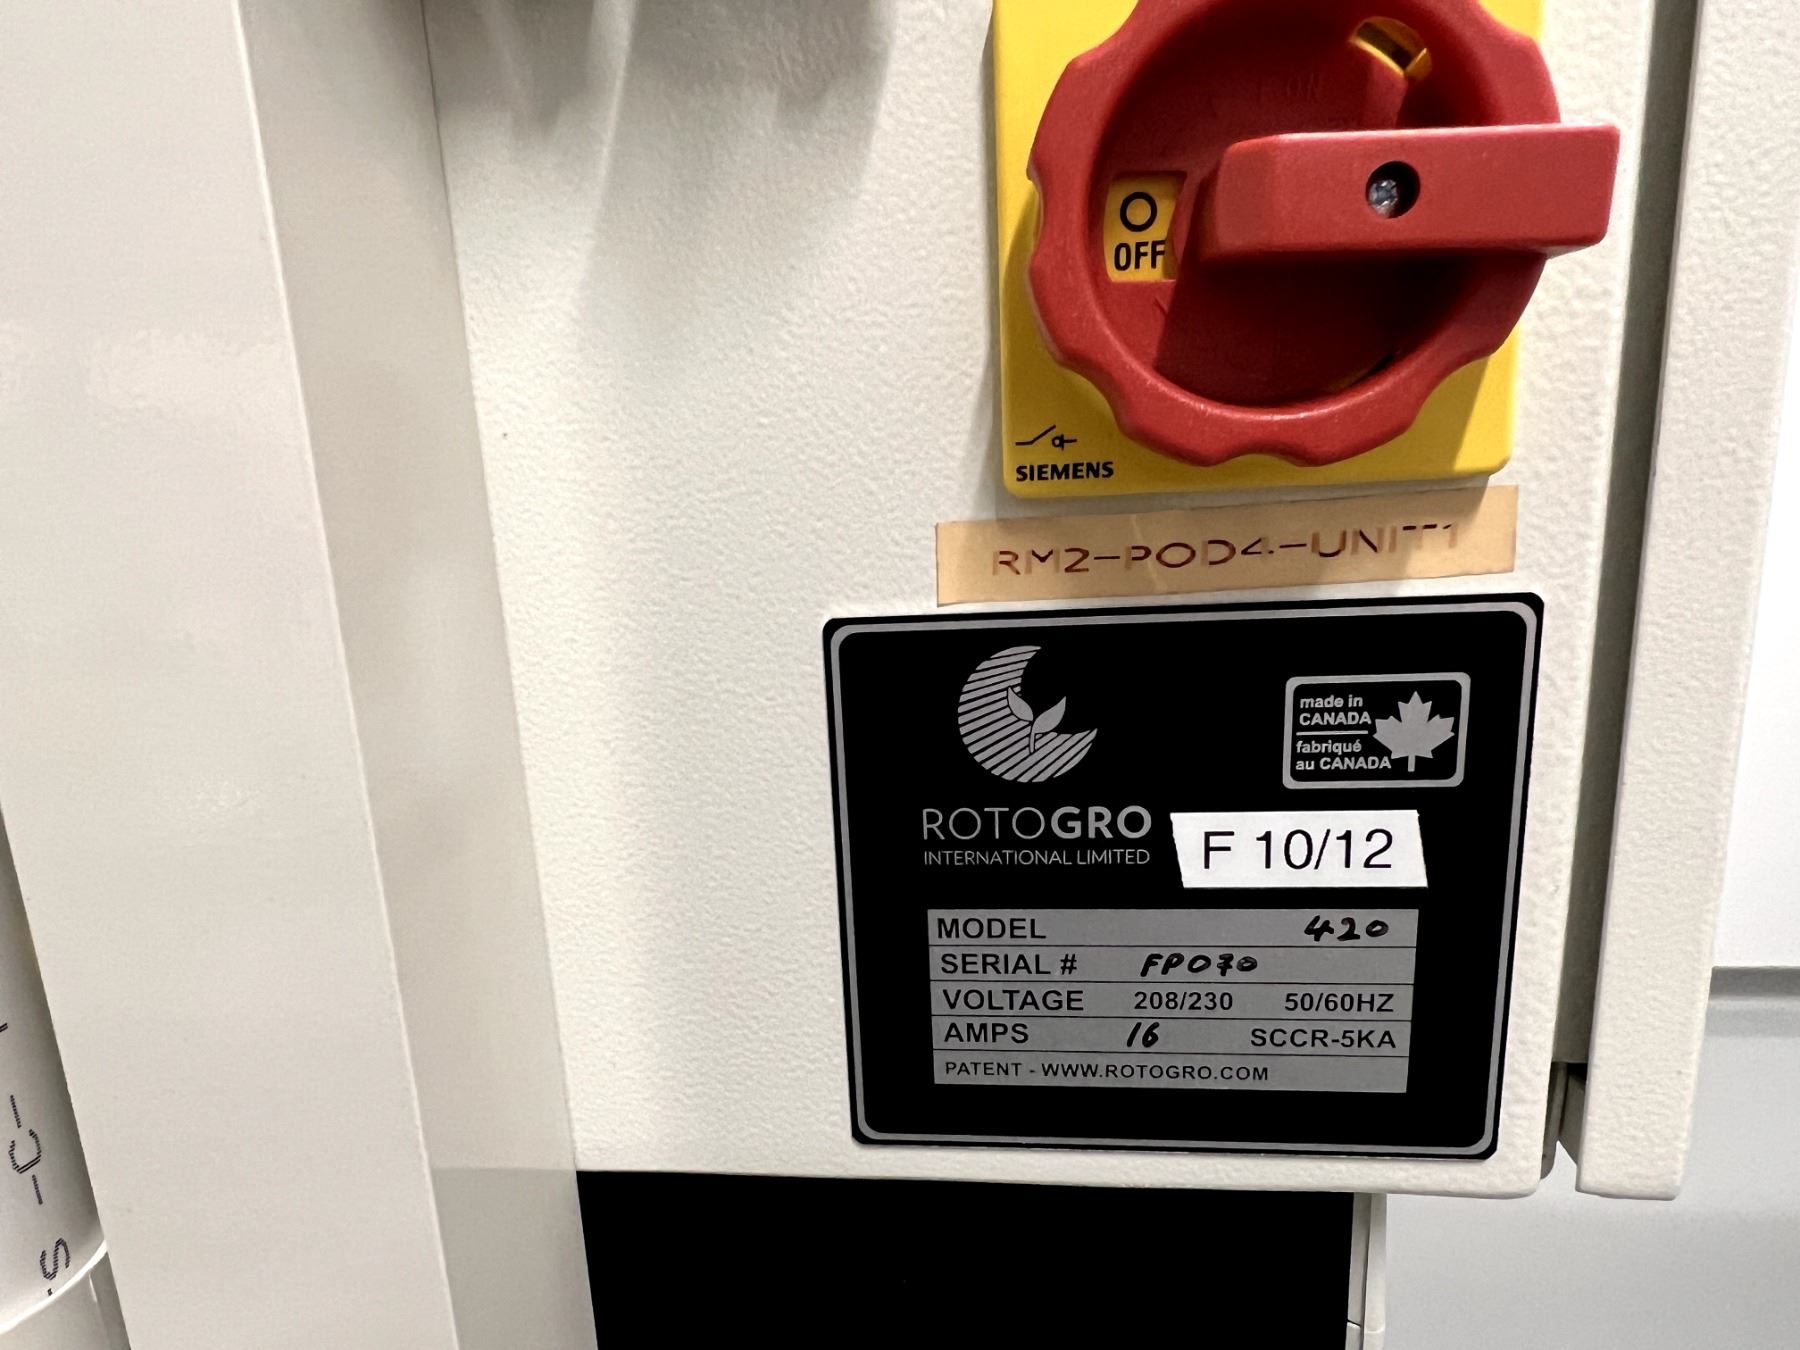 O
OFF
SIEMENS
RM2-POD4-UNIT1
made in
CANADA
fabriqué
au CANADA
ROTOGRO
INTERNATIONAL LIMITED
F 10/12
MODEL 420
SERIAL # FP070
VOLTAGE 208/230 50/60HZ
AMPS 16 SCCR-5KA
PATENT - WWW.ROTOGRO.COM